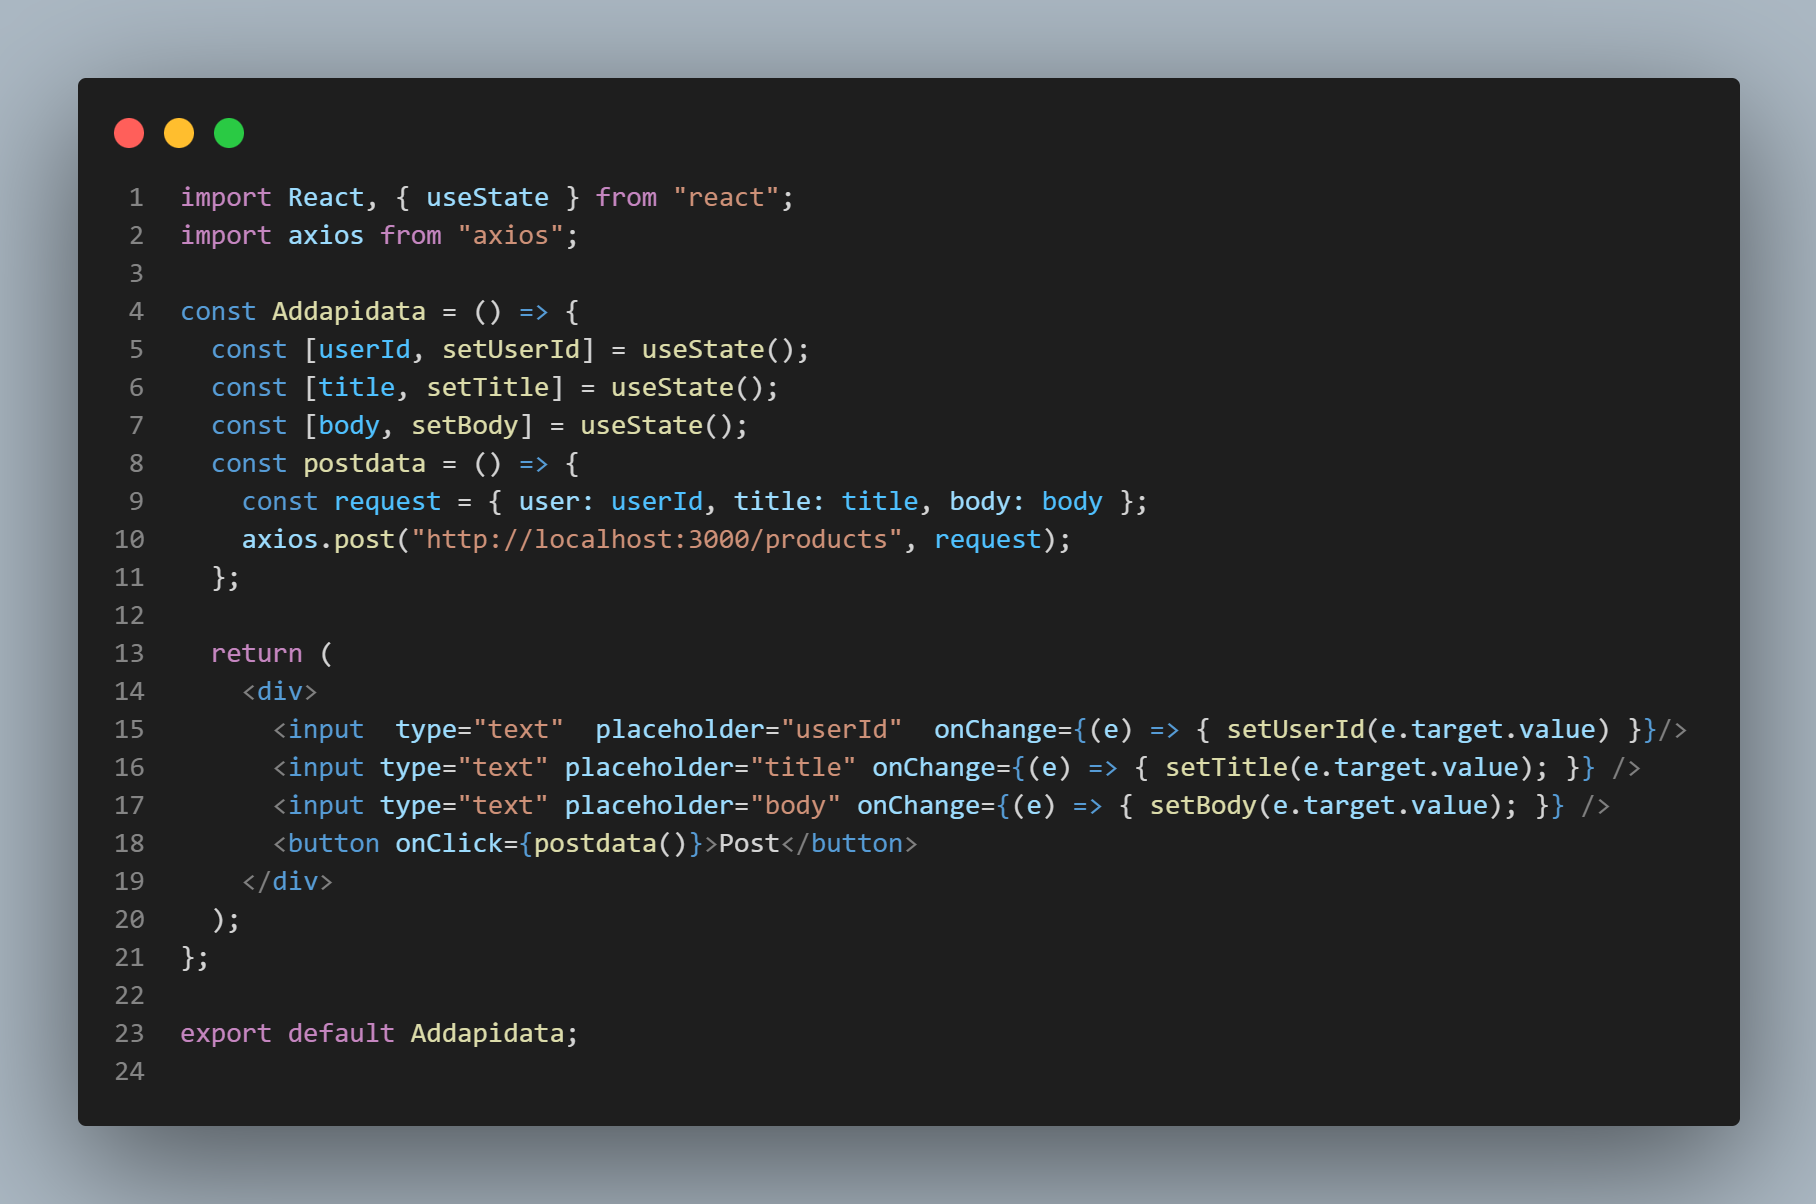 1 import React, { useState } from "react";
2 import axios from "axios";
3
4 const Addapidata = () => {
5   const [userId, setUserId] = useState();
6   const [title, setTitle] = useState();
7   const [body, setBody] = useState();
8   const postdata = () => {
9     const request = { user: userId, title: title, body: body };
10     axios.post("http://localhost:3000/products", request);
11   };
12
13   return (
14     <div>
15       <input  type="text"  placeholder="userId"  onChange={(e) => { setUserId(e.target.value) }}/>
16       <input type="text" placeholder="title" onChange={(e) => { setTitle(e.target.value); }} />
17       <input type="text" placeholder="body" onChange={(e) => { setBody(e.target.value); }} />
18       <button onClick={postdata()}>Post</button>
19     </div>
20   );
21 };
22
23 export default Addapidata;
24